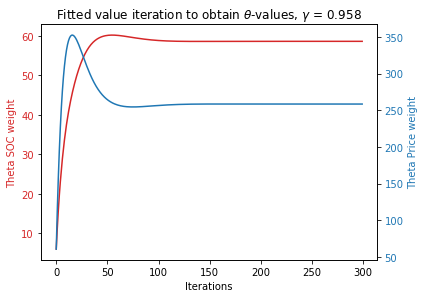 Fitted value iteration to obtain θ-values, γ = 0.958
Theta SOC weight
60
50
40
30
20
10
350
300
250
200
150
100
50
Theta Price weight
0 50 100 150 200 250 300
Iterations